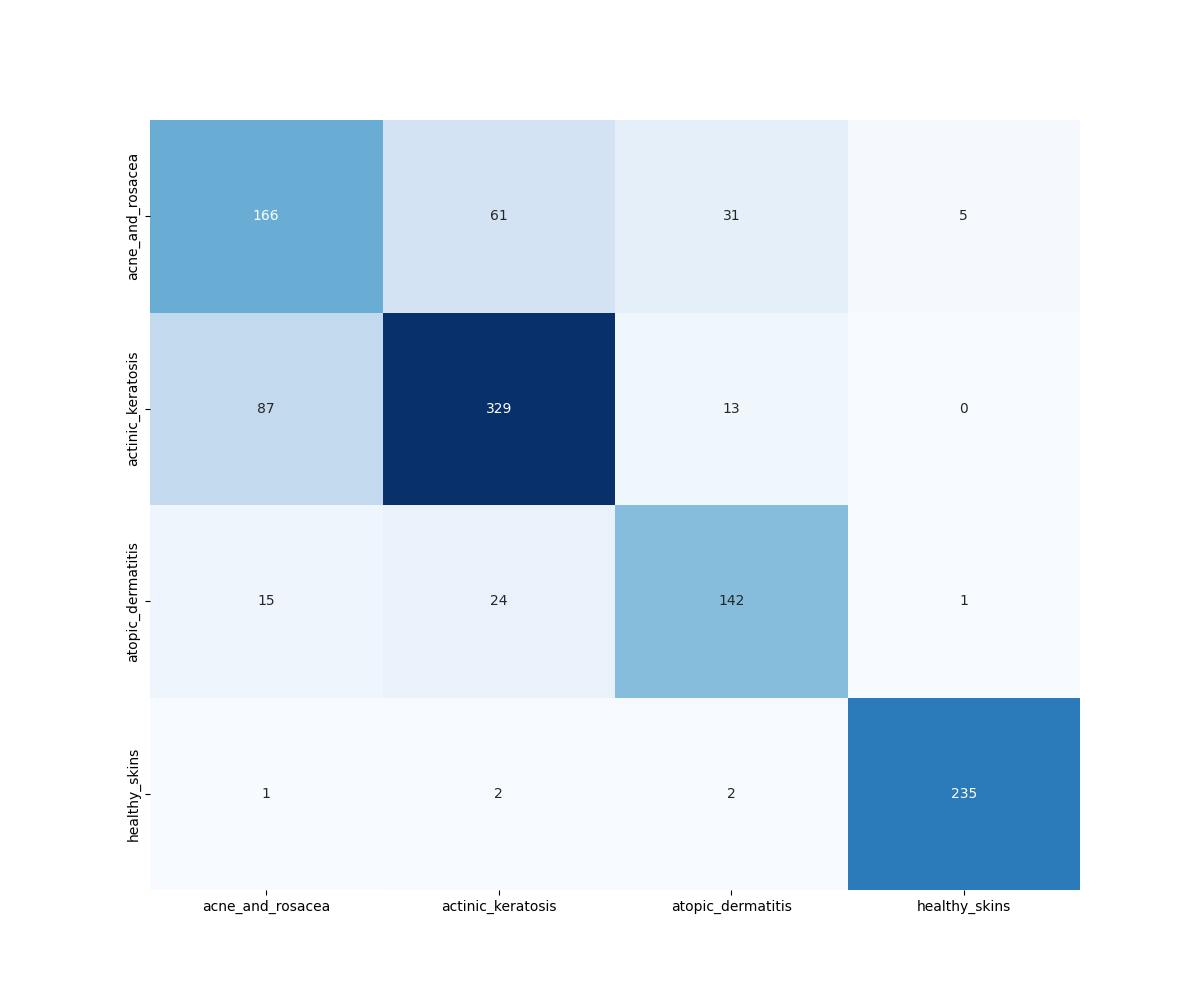 acne_and_rosacea
166 61 31 5
actinic_keratosis
87 329 13 0
atopic_dermatitis
15 24 142 1
healthy_skins
1 2 2 235
acne_and_rosacea actinic_keratosis atopic_dermatitis healthy_skins